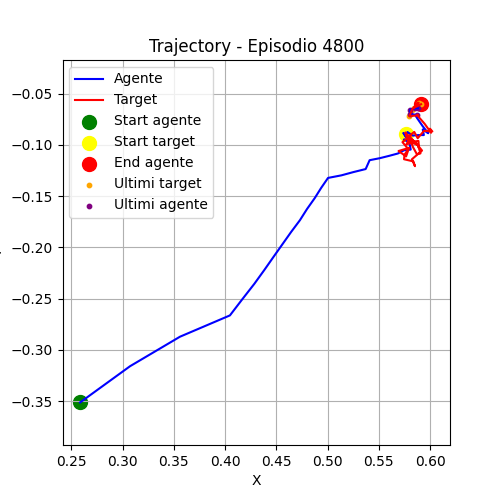 Trajectory - Episodio 4800
Agente
Target
Start agente
Start target
End agente
Ultimi target
Ultimi agente
−0.05
−0.10
−0.15
−0.20
−0.25
−0.30
−0.35
0.25 0.30 0.35 0.40 0.45 0.50 0.55 0.60
X